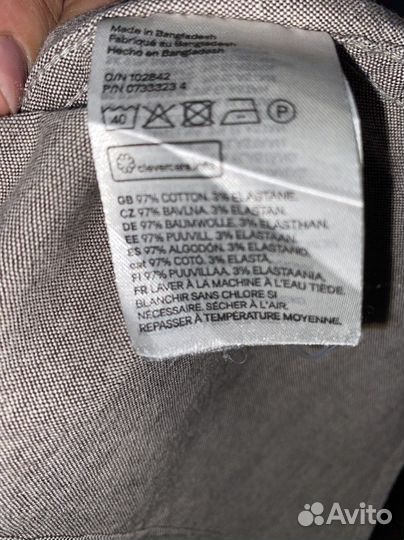 Made in Bangladesh
Fabriqué au Bangladesh
Hecho en Bangladesh
O/N 102842
P/N 0733323 4
40 P
clevercare.info
GB 97% COTTON, 3% ELASTANE
CZ 97% BAVLNA, 3% ELASTAN
DE 97% BAUMWOLLE, 3% ELASTHAN
EE 97% PUUVILL, 3% ELASTAAN
ES 97% ALGODÓN, 3% ELASTANO
cat 97% COTÓ, 3% ELASTÀ
FI 97% PUUVILLAA, 3% ELASTAANIA
FR LAVER À LA MACHINE À L'EAU TIÈDE.
BLANCHIR SANS CHLORE SI
NÉCESSAIRE. SÉCHER À L'AIR.
REPASSER À TEMPÉRATURE MOYENNE.
Avito